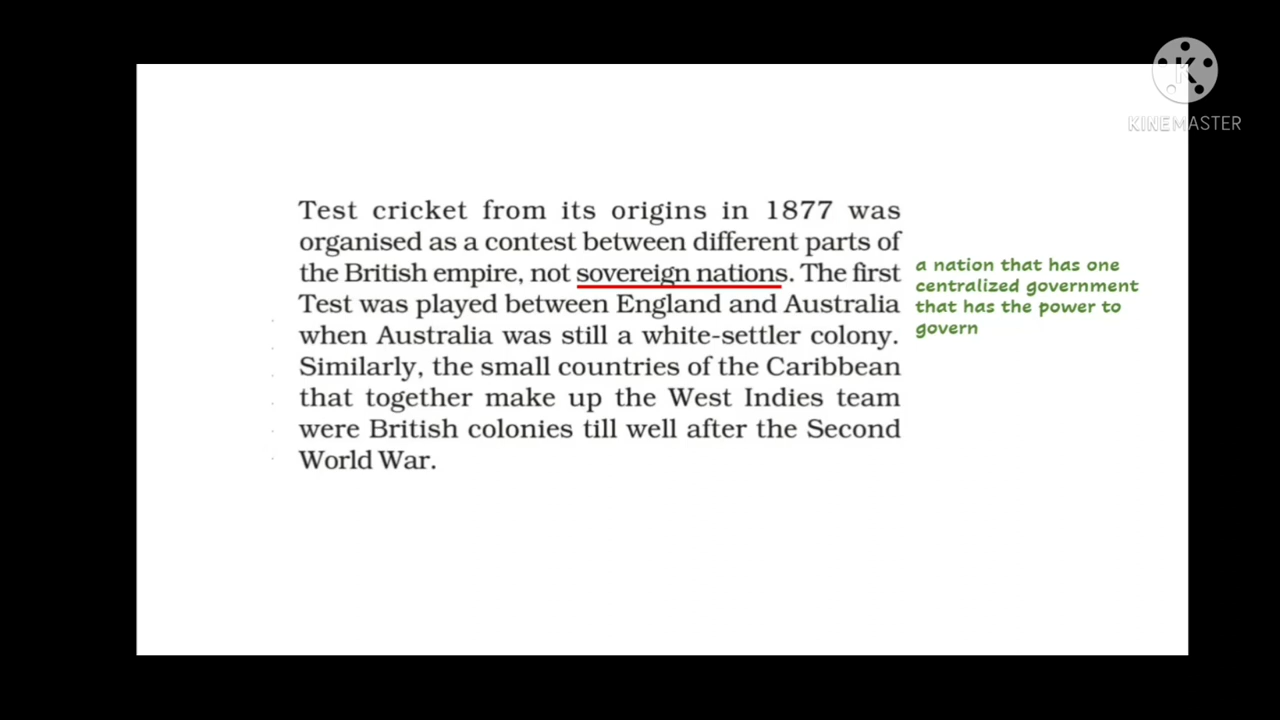 KINEMASTER
Test cricket from its origins in 1877 was
organised as a contest between different parts of
the British empire, not sovereign nations. The first
Test was played between England and Australia
when Australia was still a white-settler colony.
Similarly, the small countries of the Caribbean
that together make up the West Indies team
were British colonies till well after the Second
World War.
a nation that has one
centralized government
that has the power to
govern